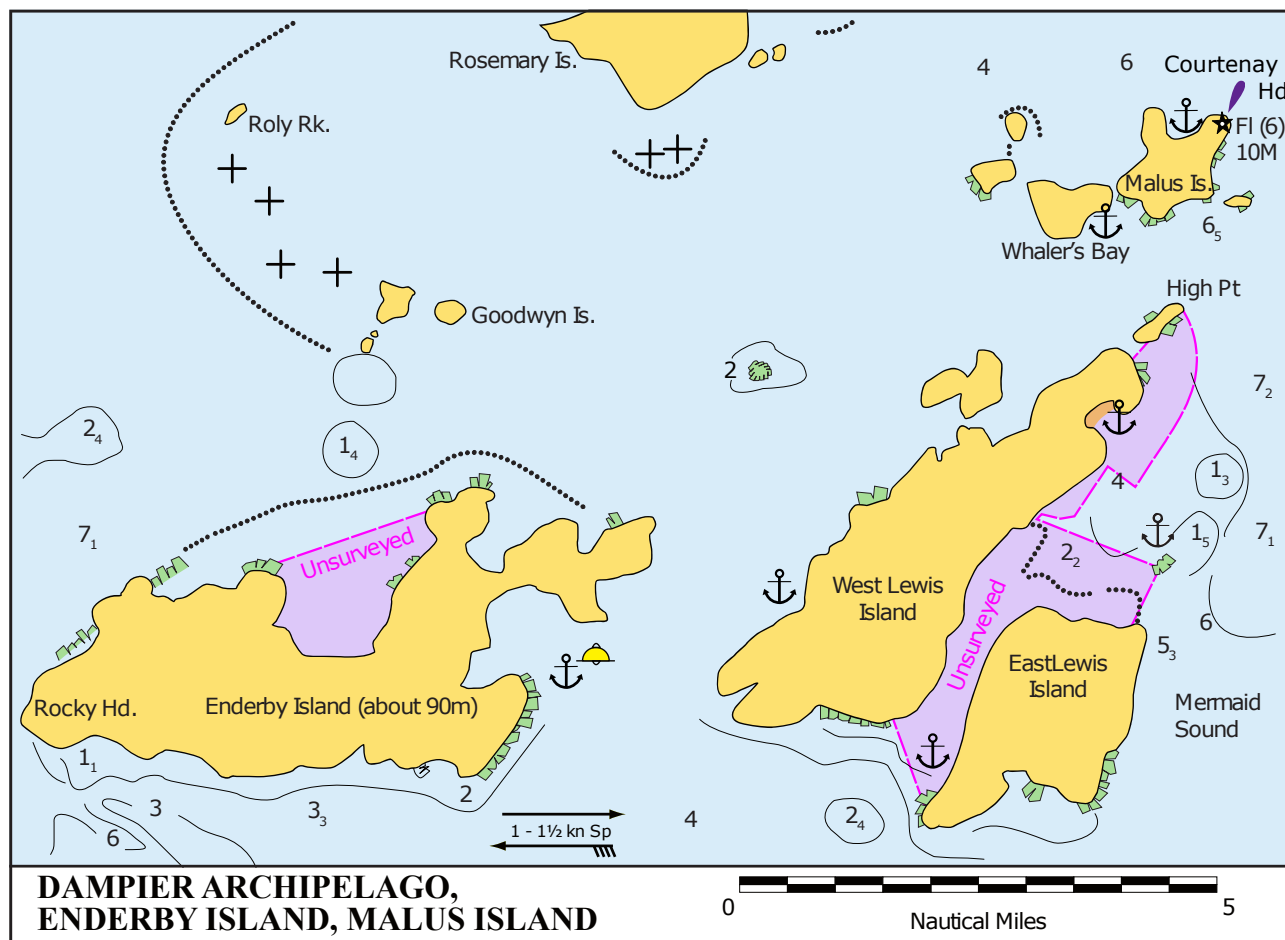 Rosemary Is.
4
6
Courtenay
Hd
Roly Rk.
Fl (6)
10M
Malus Is.
6₅
Whaler's Bay
High Pt
Goodwyn Is.
2
7₂
2₄
1₄
1₃
4
7₁
Unsurveyed
1₅
7₁
2₂
West Lewis
Island
Unsurveyed
6
5₃
EastLewis
Island
Rocky Hd.
Enderby Island (about 90m)
Mermaid
Sound
1₁
3
3₃
2
6
1 - 1½ kn Sp
4
2₄
DAMPIER ARCHIPELAGO,
ENDERBY ISLAND, MALUS ISLAND
0
5
Nautical Miles